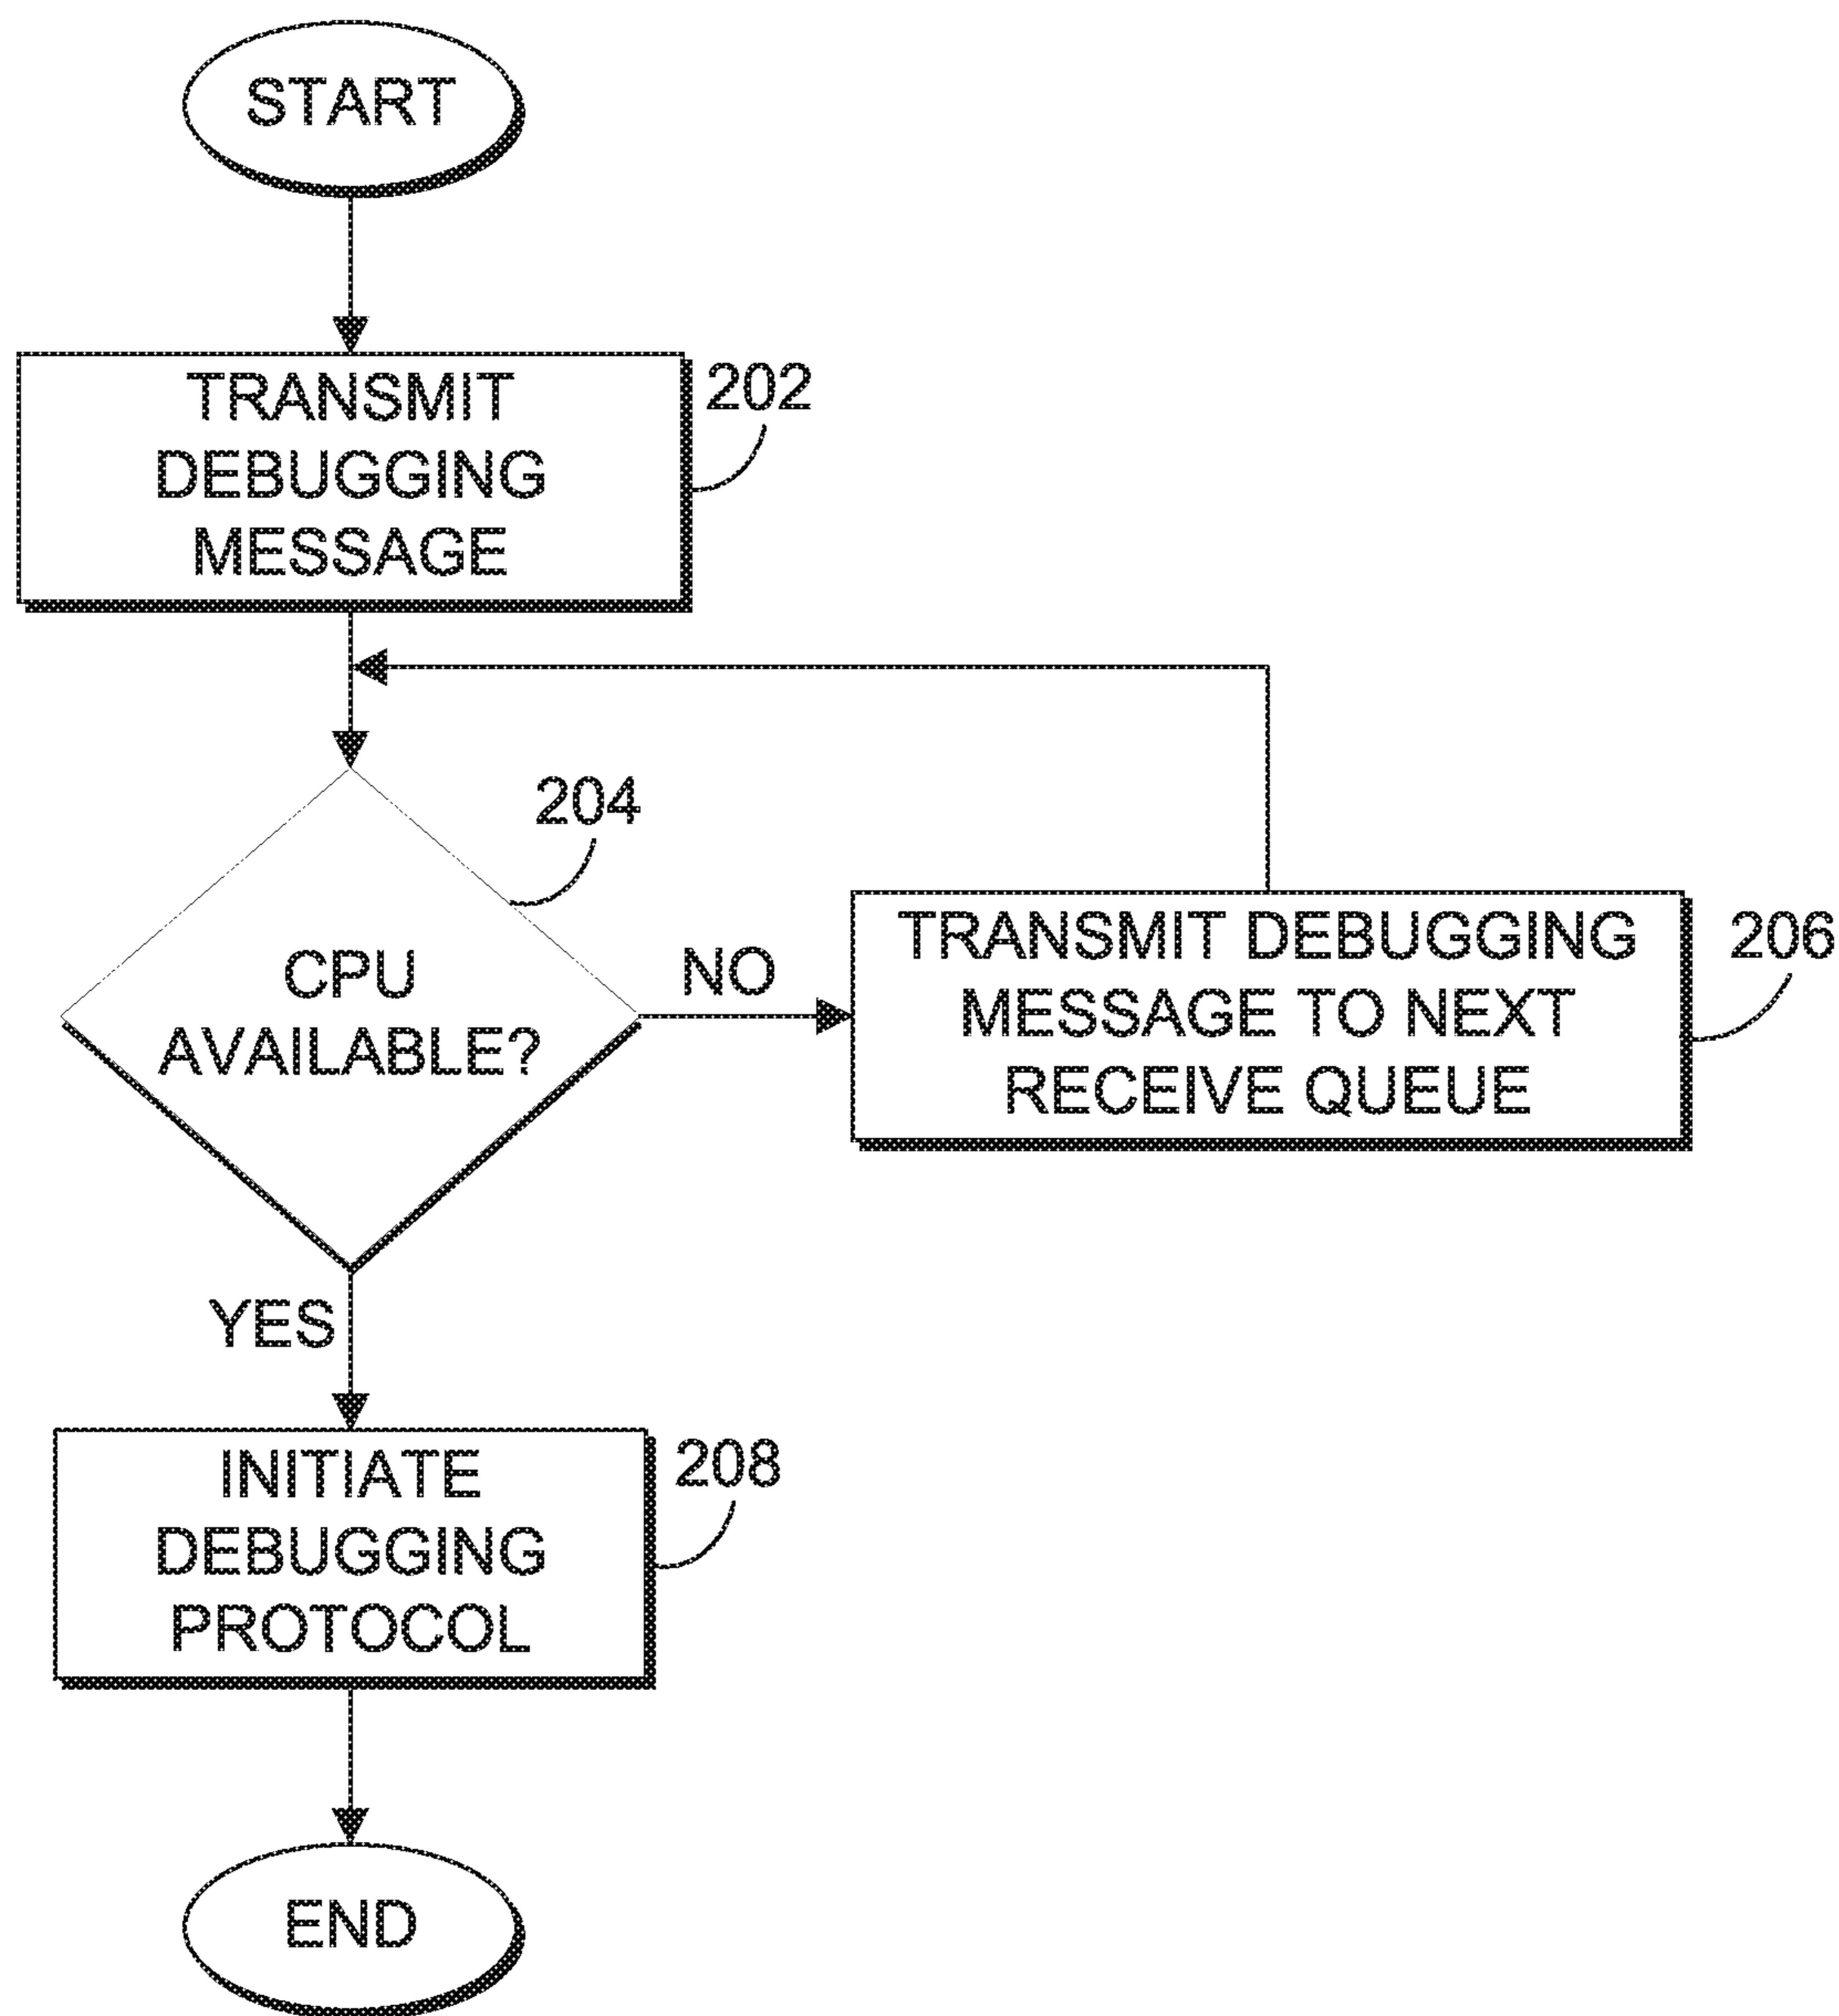 START
TRANSMIT
DEBUGGING
MESSAGE
202
204
CPU
AVAILABLE?
NO
TRANSMIT DEBUGGING
MESSAGE TO NEXT
RECEIVE QUEUE
206
YES
INITIATE
DEBUGGING
PROTOCOL
208
END